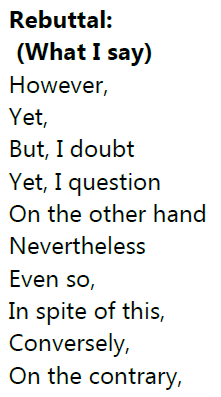 Rebuttal:
(What I say)
However,
Yet,
But, I doubt
Yet, I question
On the other hand
Nevertheless
Even so,
In spite of this,
Conversely,
On the contrary,